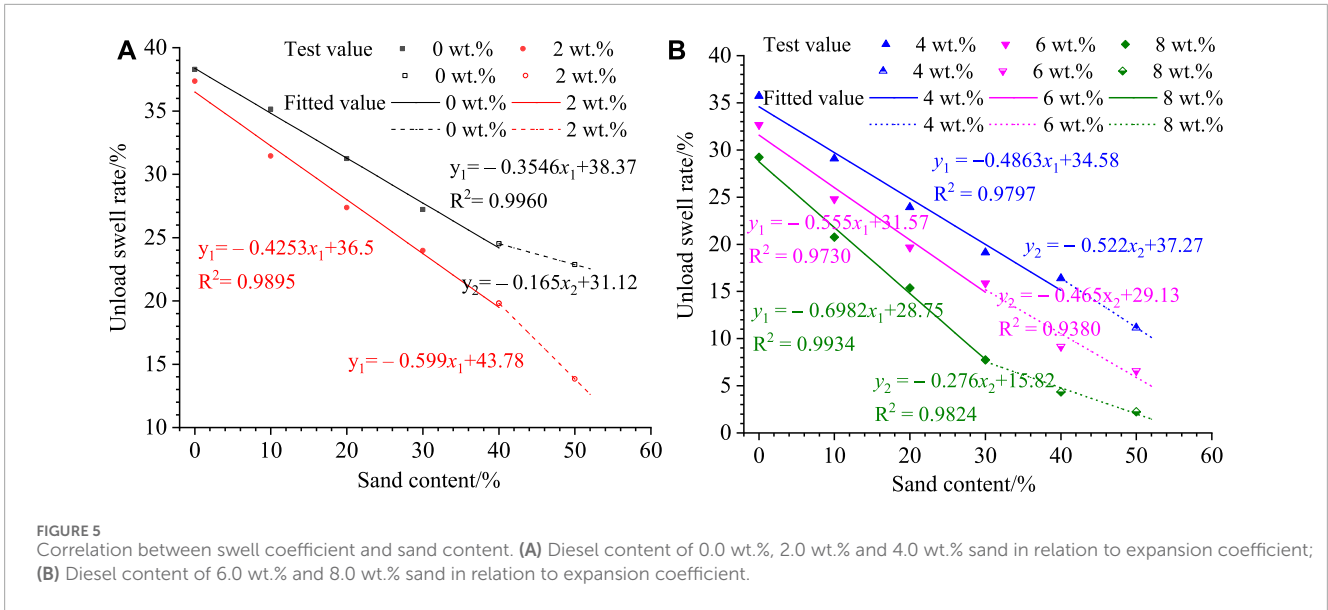 A
Test value 0 wt.% 2 wt.%
0 wt.% 2 wt.%
Fitted value 0 wt.% 2 wt.%
0 wt.% 2 wt.%
y₁= − 0.3546x₁+38.37
R² = 0.9960
y₁= − 0.4253x₁+36.5
R²= 0.9895
y₂= − 0.165x₂+31.12
y₁= − 0.599x₁+43.78
Unload swell rate/%
40
35
30
25
20
15
10
0 10 20 30 40 50 60
Sand content/%
B
Test value 4 wt.% 6 wt.% 8 wt.%
4 wt.% 6 wt.% 8 wt.%
Fitted value 4 wt.% 6 wt.% 8 wt.%
4 wt.% 6 wt.% 8 wt.%
y₁ = −0.4863x₁+34.58
R² = 0.9797
y₁ = − 0.555x₁+31.57
R² = 0.9730
y₂ = −0.522x₂+37.27
y₂ = −0.465x₂+29.13
R² = 0.9380
y₁ = − 0.6982x₁+28.75
R² = 0.9934
y₂ = − 0.276x₂+15.82
R² = 0.9824
Unload swell rate/%
40
35
30
25
20
15
10
5
0
0 10 20 30 40 50 60
Sand content/%
FIGURE 5
Correlation between swell coefficient and sand content. (A) Diesel content of 0.0 wt.%, 2.0 wt.% and 4.0 wt.% sand in relation to expansion coefficient;
(B) Diesel content of 6.0 wt.% and 8.0 wt.% sand in relation to expansion coefficient.